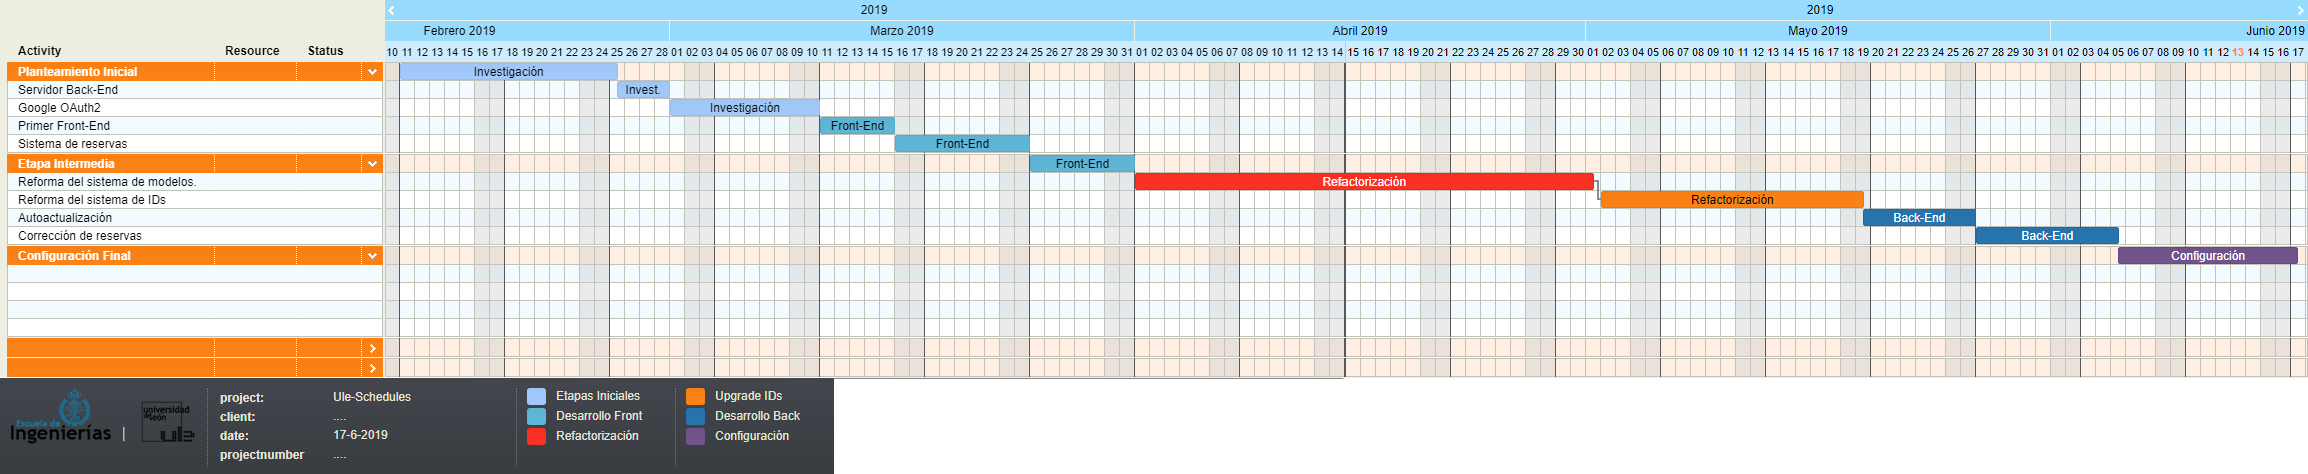 2019 2019
Febrero 2019 Marzo 2019 Abril 2019 Mayo 2019 Junio 2019
Activity Resource Status 10 11 12 13 14 15 16 17 18 19 20 21 22 23 24 25 26 27 28 01 02 03 04 05 06 07 08 09 10 11 12 13 14 15 16 17 18 19 20 21 22 23 24 25 26 27 28 29 30 31 01 02 03 04 05 06 07 08 09 10 11 12 13 14 15 16 17 18 19 20 21 22 23 24 25 26 27 28 29 30 01 02 03 04 05 06 07 08 09 10 11 12 13 14 15 16 17 18 19 20 21 22 23 24 25 26 27 28 29 30 31 01 02 03 04 05 06 07 08 09 10 11 12 13 14 15 16 17
Planteamiento Inicial Investigación
Servidor Back-End Invest.
Google OAuth2 Investigación
Primer Front-End Front-End
Sistema de reservas Front-End
Etapa Intermedia Front-End
Reforma del sistema de modelos. Refactorización
Reforma del sistema de IDs Refactorización
Autoactualización Back-End
Corrección de reservas Back-End
Configuración Final Configuración
Escuela de
Ingenierías |
universidad
de león
ule
project: Ule-Schedules
client: ....
date: 17-6-2019
projectnumber ....
Etapas Iniciales
Desarrollo Front
Refactorización
Upgrade IDs
Desarrollo Back
Configuración